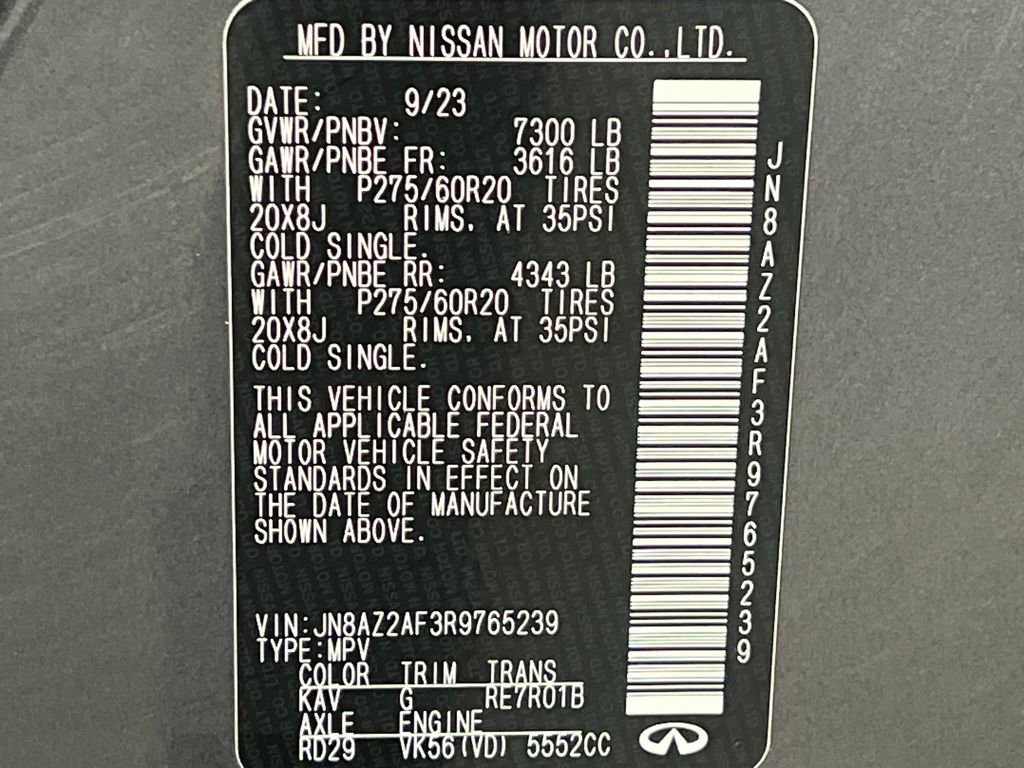 MFD BY NISSAN MOTOR CO.,LTD.
DATE: 9/23
GVWR/PNBV: 7300 LB
GAWR/PNBE FR: 3616 LB
WITH P275/60R20 TIRES
20X8J RIMS, AT 35PSI
COLD SINGLE.
GAWR/PNBE RR: 4343 LB
WITH P275/60R20 TIRES
20X8J RIMS, AT 35PSI
COLD SINGLE.
THIS VEHICLE CONFORMS TO
ALL APPLICABLE FEDERAL
MOTOR VEHICLE SAFETY
STANDARDS IN EFFECT ON
THE DATE OF MANUFACTURE
SHOWN ABOVE.
VIN:JN8AZ2AF3R9765239
TYPE:MPV
COLOR TRIM TRANS
KAV G RE7R01B
AXLE ENGINE
RD29 VK56(VD) 5552CC
JN8AZ2AF3R9765239